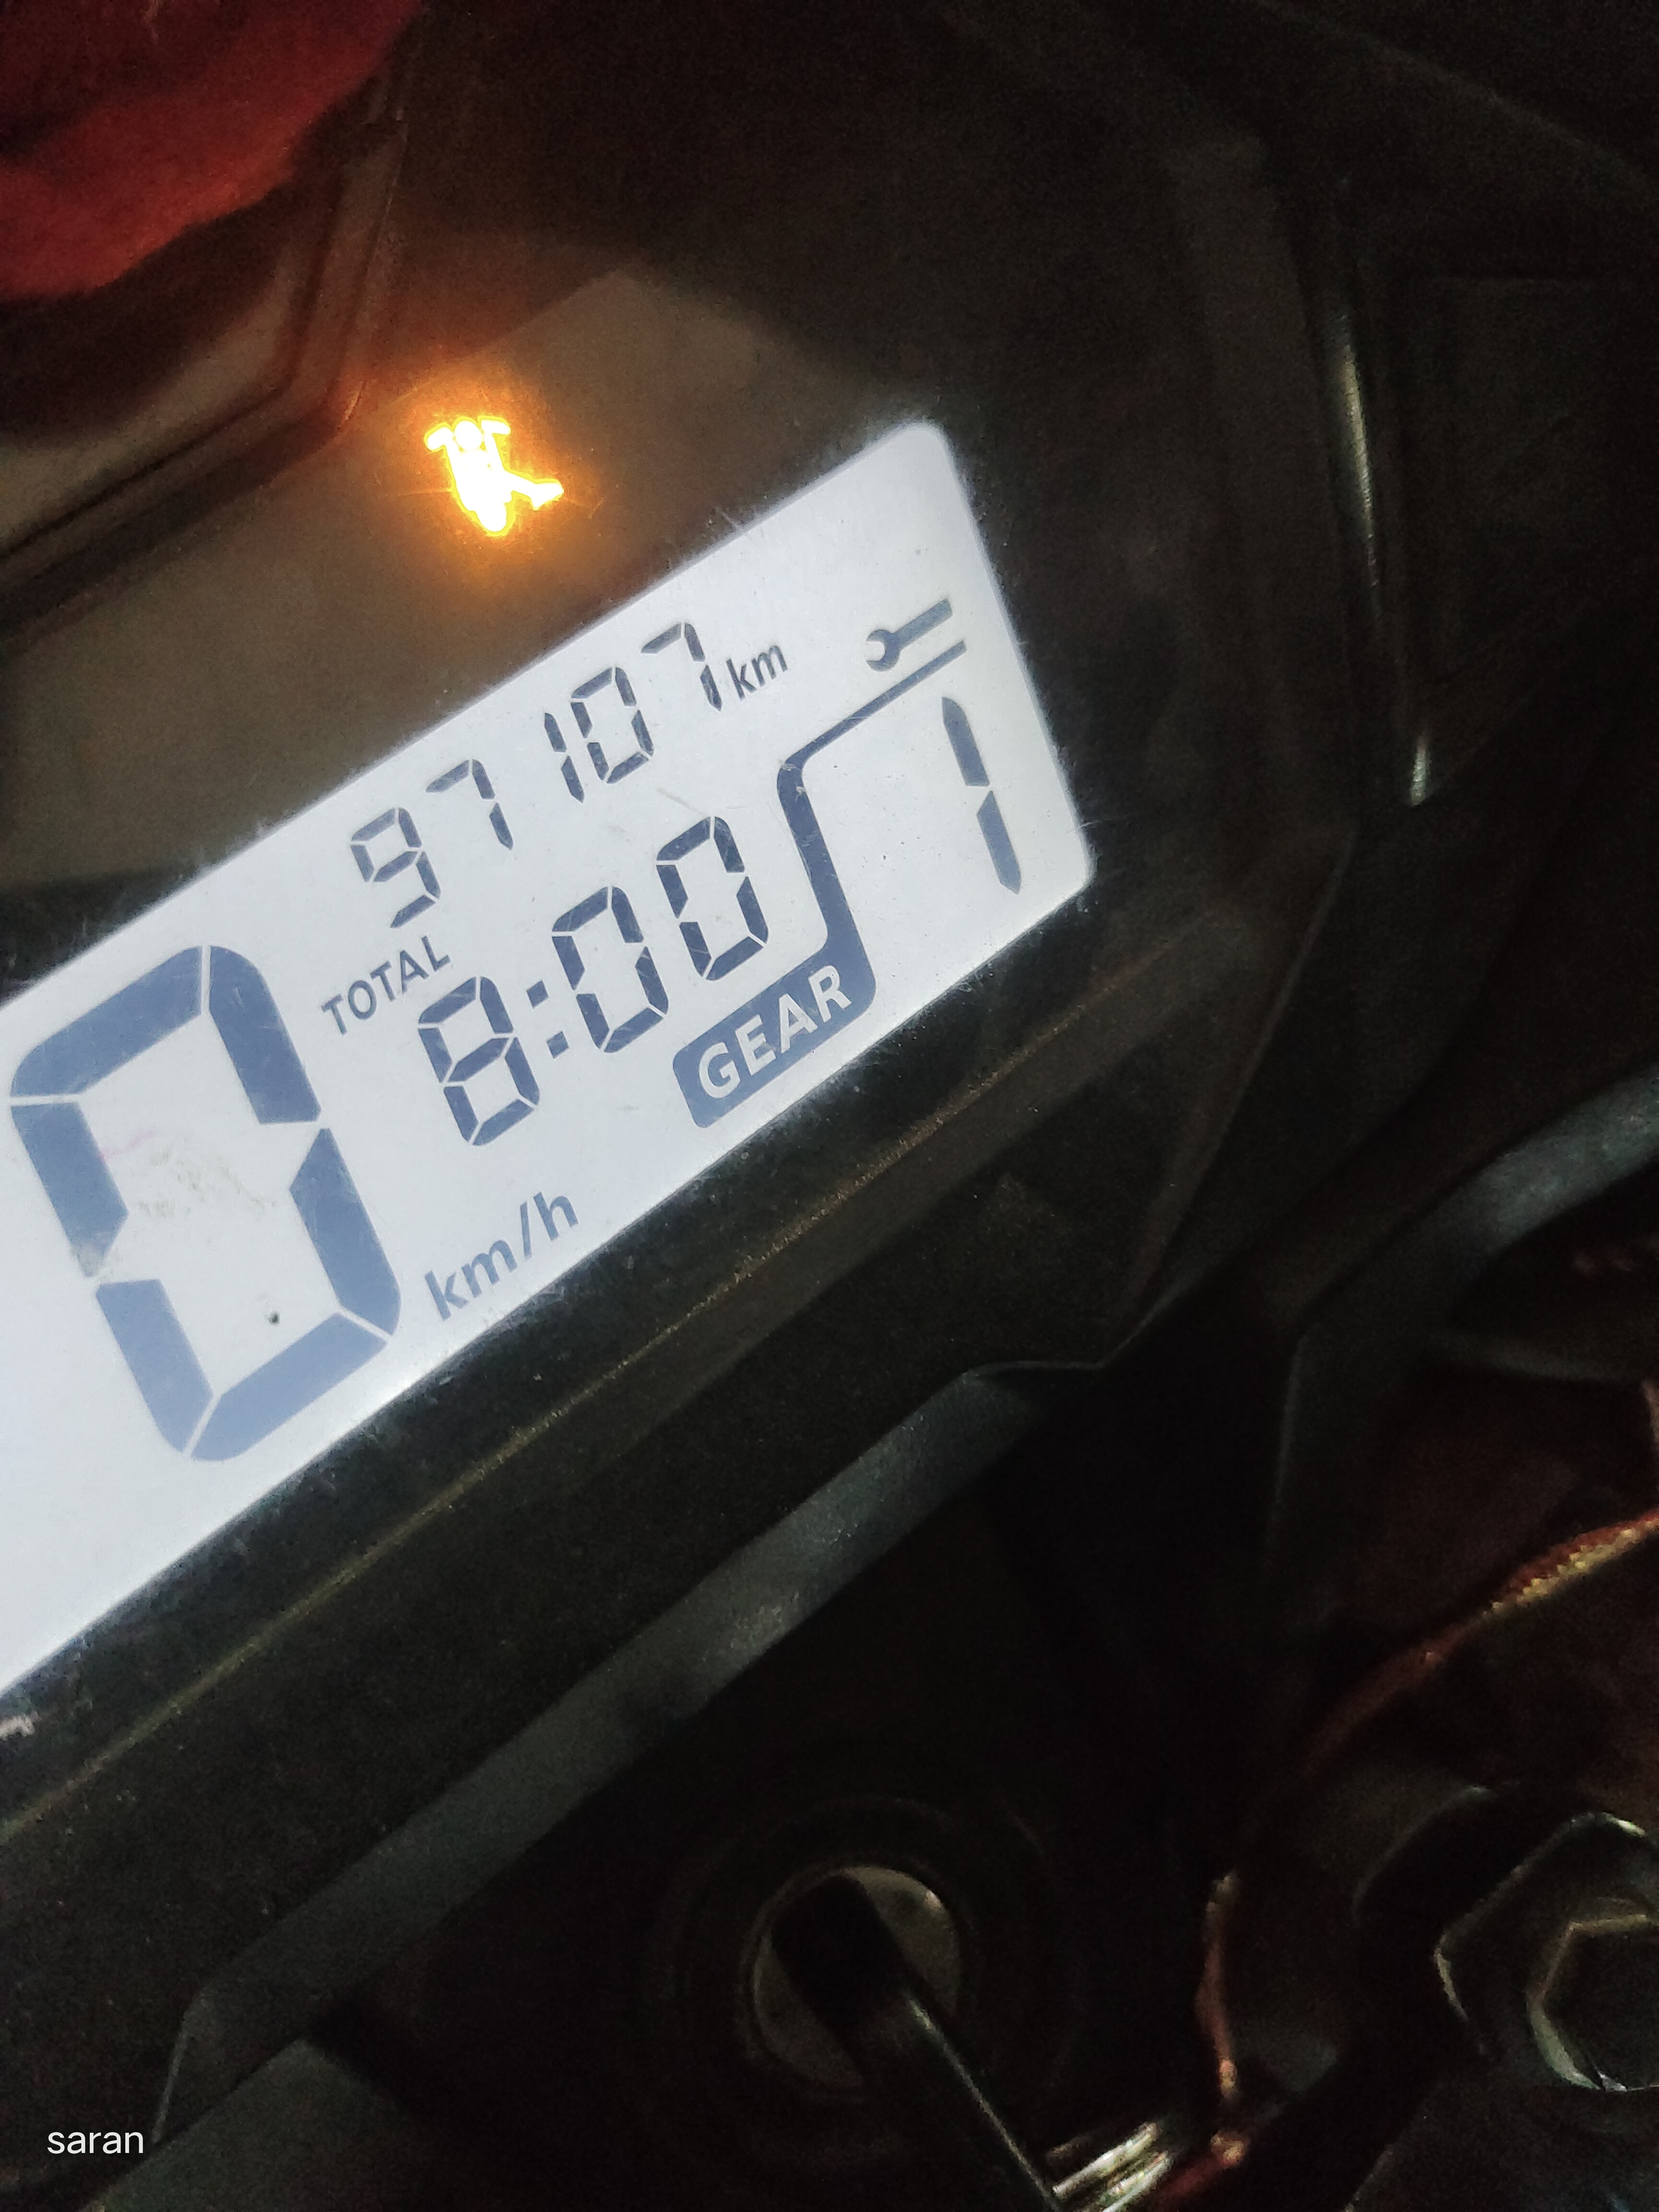 97107 km
TOTAL
8:00
1
GEAR
0 km/h
saran